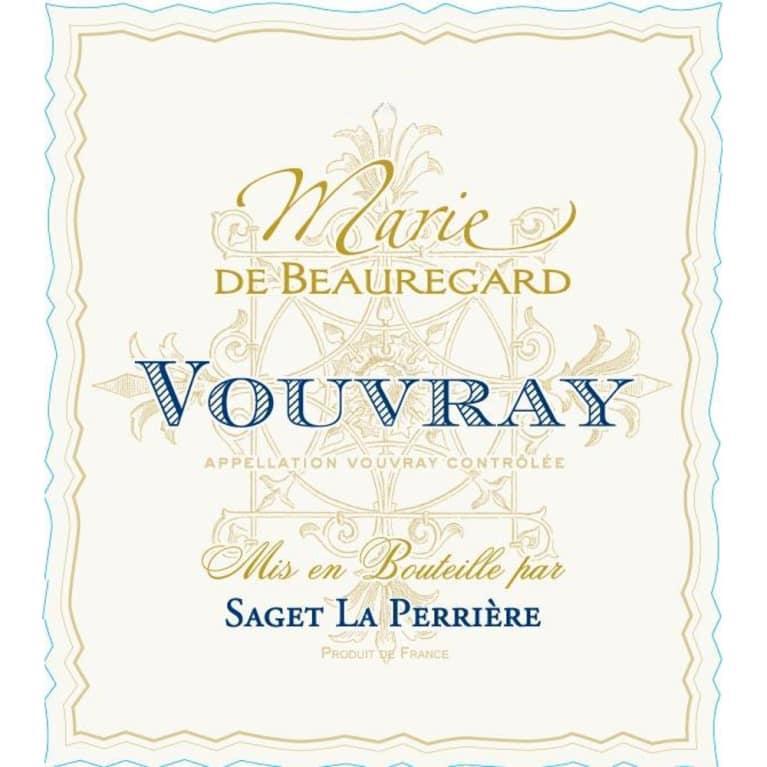 Marie
DE BEAUREGARD
VOUVRAY
APPELLATION VOUVRAY CONTRÔLÉE
Mis en Bouteille par
SAGET LA PERRIÈRE
PRODUIT DE FRANCE